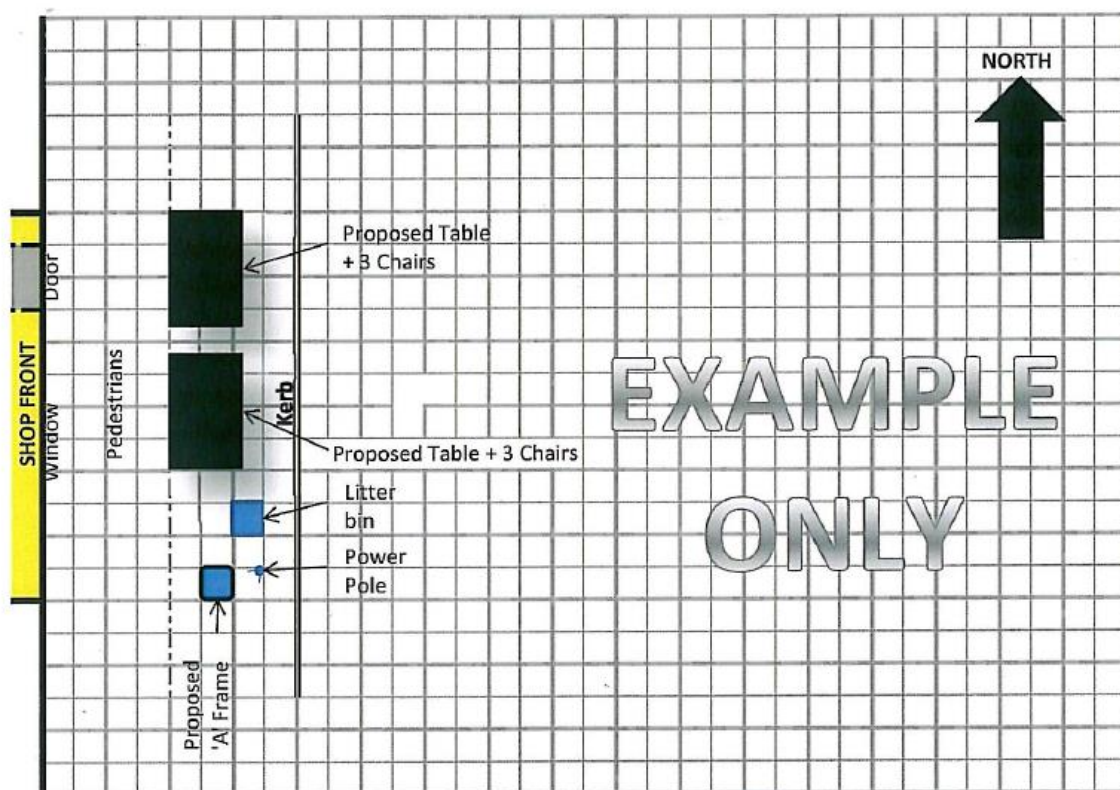 NORTH
Proposed Table
+ 3 Chairs
Door
SHOP FRONT
Window
Pedestrians
Kerb
EXAMPLE
ONLY
Proposed Table + 3 Chairs
Litter
bin
Power
Pole
Proposed
'A' Frame